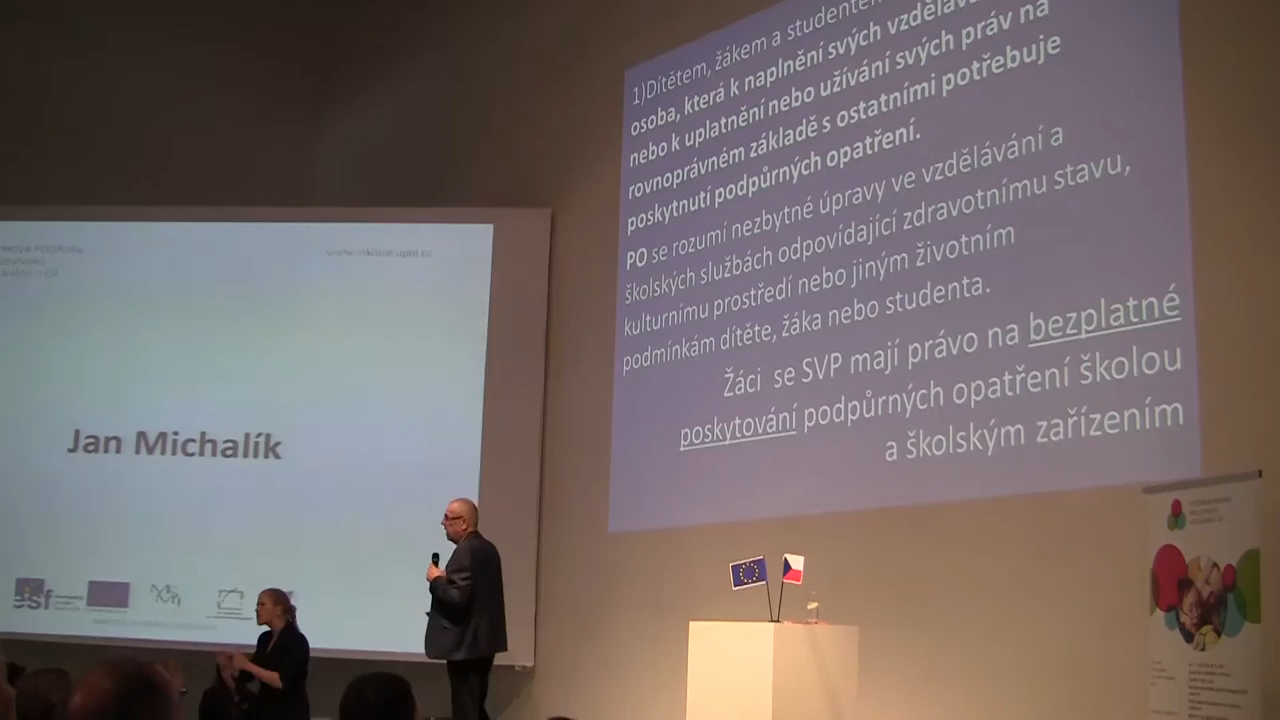 Jan Michalík
esf
1)Dítětem, žákem a studentem
osoba, která k naplnění svých
nebo k uplatnění nebo užívání svých práv na
rovnoprávném základě s ostatními potřebuje
poskytnutí podpůrných opatření.
PO se rozumí nezbytné úpravy ve vzdělávání a
školských službách odpovídající zdravotnímu stavu,
kulturnímu prostředí nebo jiným životním
podmínkám dítěte, žáka nebo studenta.
Žáci se SVP mají právo na bezplatné
poskytování podpůrných opatření školou
a školským zařízením